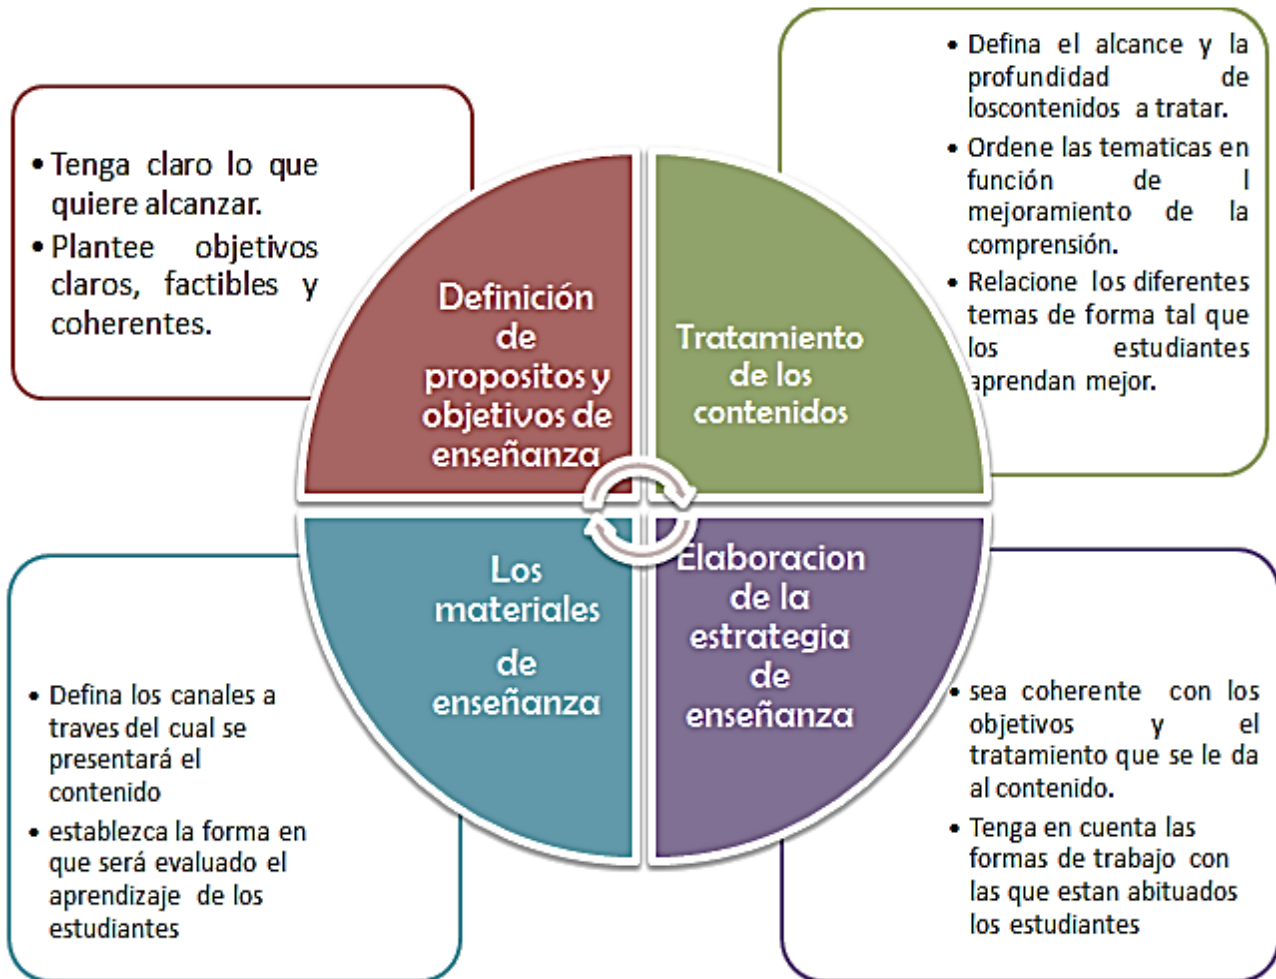 • Tenga claro lo que
quiere alcanzar.
• Plantee objetivos
claros, factibles y
coherentes.
Definición
de
propositos y
objetivos de
enseñanza
• Defina el alcance y la
profundidad de
loscontenidos a tratar.
• Ordene las tematicas en
función de l
mejoramiento de la
comprensión.
• Relacione los diferentes
temas de forma tal que
los estudiantes
aprendan mejor.
Tratamiento
de los
contenidos
Los
materiales
de
enseñanza
• Defina los canales a
traves del cual se
presentará el
contenido
• establezca la forma en
que será evaluado el
aprendizaje de los
estudiantes
Elaboracion
de la
estrategia
de
enseñanza
• sea coherente con los
objetivos y el
tratamiento que se le da
al contenido.
• Tenga en cuenta las
formas de trabajo con
las que estan abituados
los estudiantes